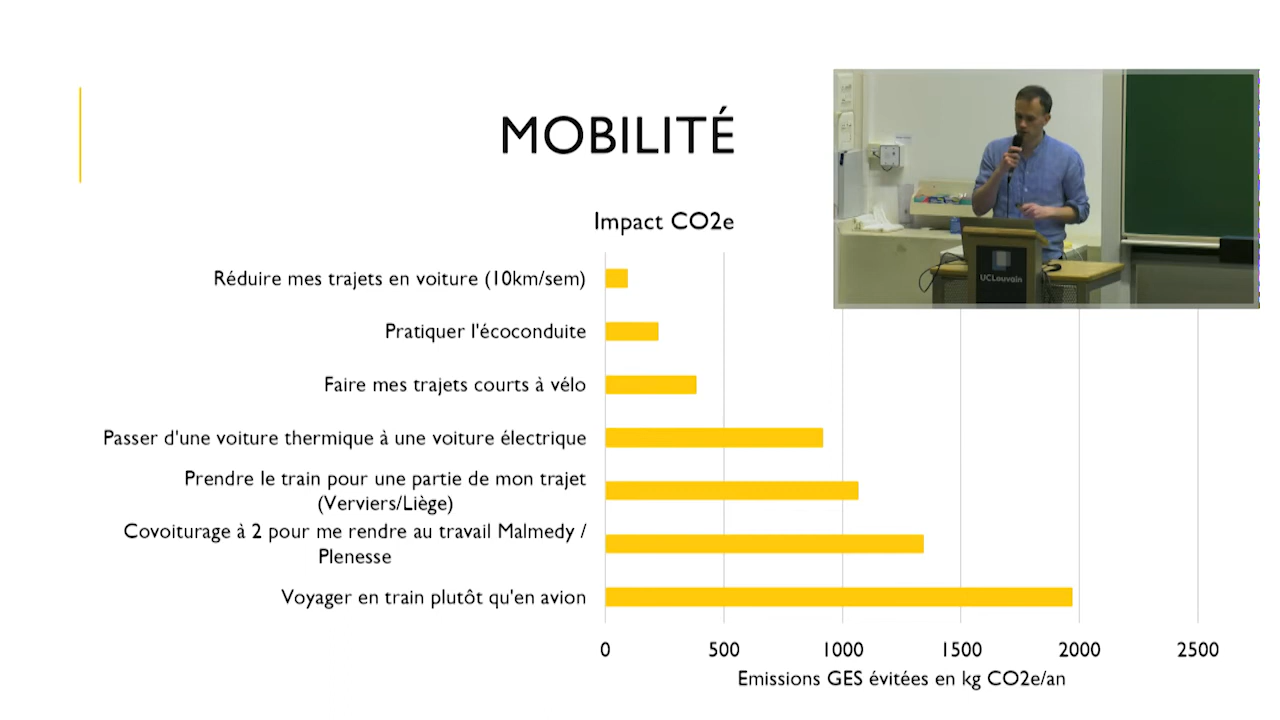 MOBILITÉ
Impact CO2e
Réduire mes trajets en voiture (10km/sem)
Pratiquer l'écoconduite
Faire mes trajets courts à vélo
Passer d'une voiture thermique à une voiture électrique
Prendre le train pour une partie de mon trajet
(Verviers/Liège)
Covoiturage à 2 pour me rendre au travail Malmedy /
Plenesse
Voyager en train plutôt qu'en avion
0 500 1000 1500 2000 2500
Emissions GES évitées en kg CO2e/an
UCLouvain